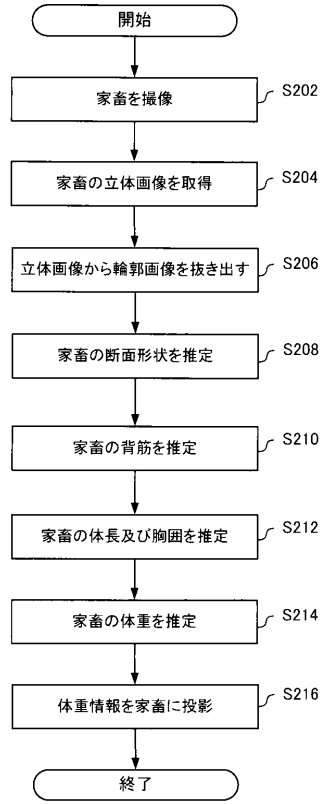 開始
家畜を撮像 S202
家畜の立体画像を取得 S204
立体画像から輪郭画像を抜き出す S206
家畜の断面形状を推定 S208
家畜の背筋を推定 S210
家畜の体長及び胸囲を推定 S212
家畜の体重を推定 S214
体重情報を家畜に投影 S216
終了